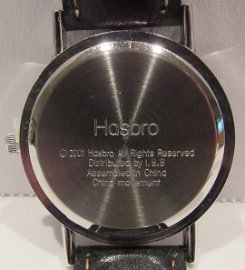 Hasbro
© 2001 Hasbro All Rights Reserved
Distributed by I.S.B
Assembled in China
China movement